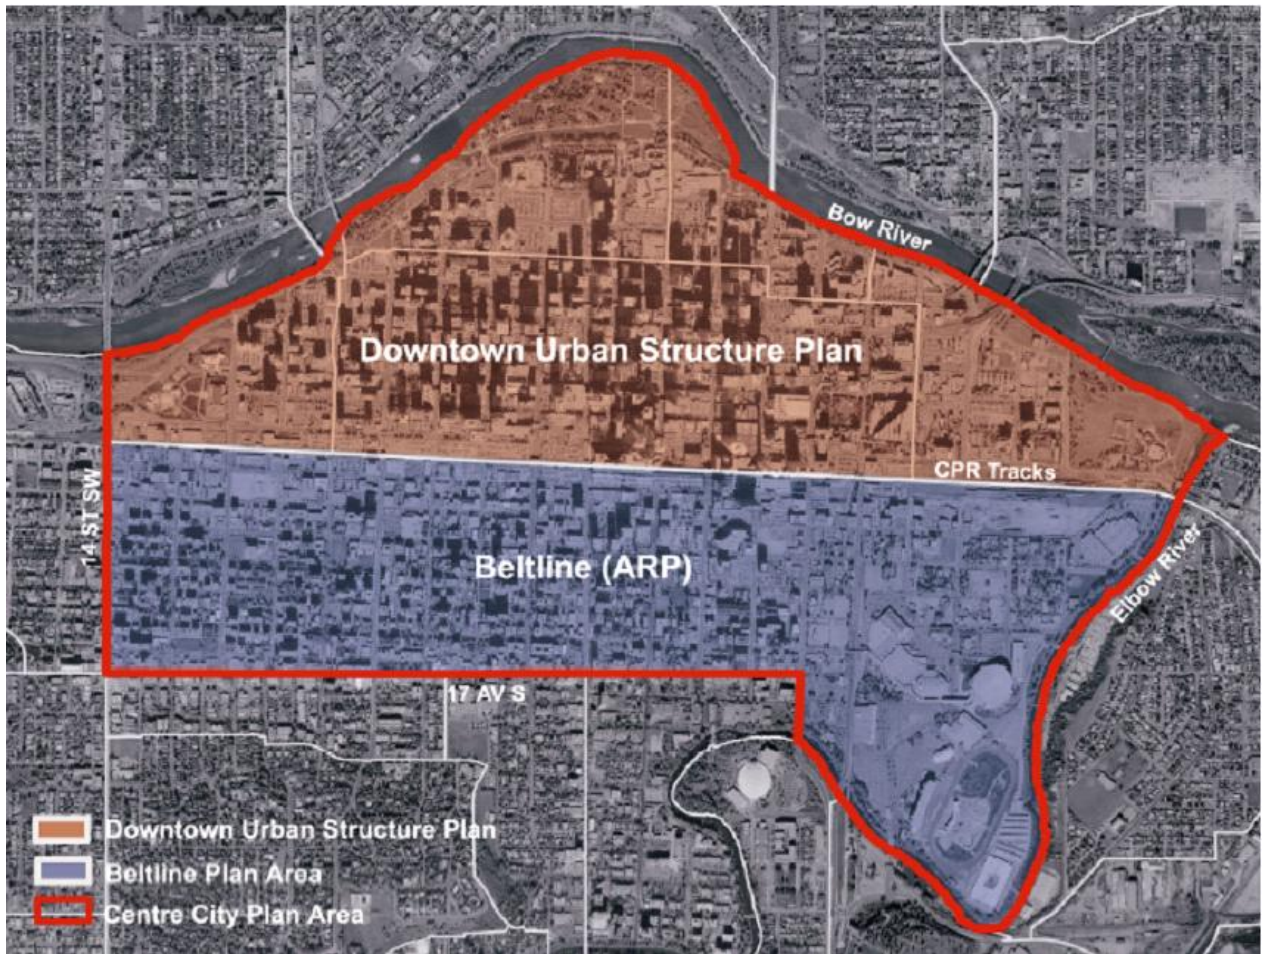 Bow River
Downtown Urban Structure Plan
CPR Tracks
14 ST SW
Beltline (ARP)
Elbow River
17 AV S
Downtown Urban Structure Plan
Beltline Plan Area
Centre City Plan Area